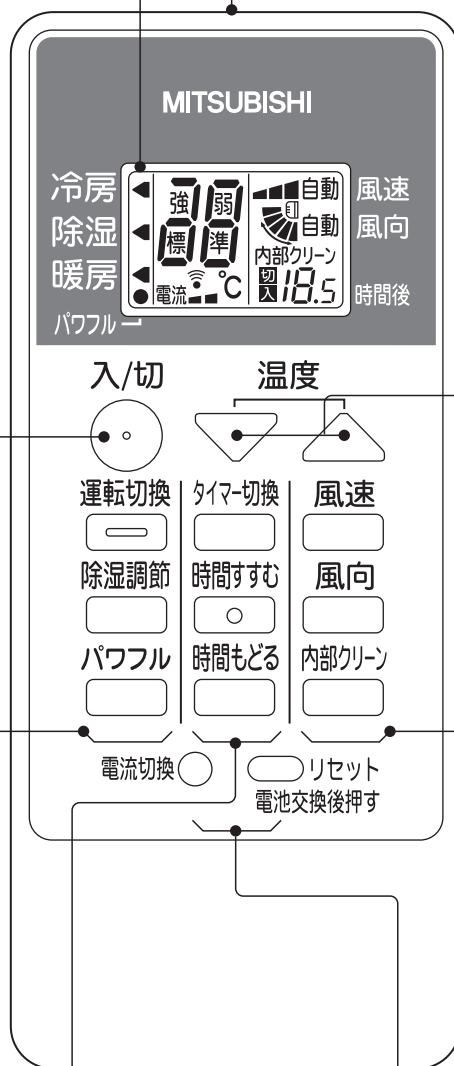 MITSUBISHI
冷房
除湿
暖房
パワフル
強 弱
標 準
電流 ℃
自動
自動
内部クリーン
切
入
18.5
風速
風向
時間後
入/切 温度
運転切換 タイマー切換 風速
除湿調節 時間すすむ 風向
パワフル 時間もどる 内部クリーン
電流切換 リセット
電池交換後押す